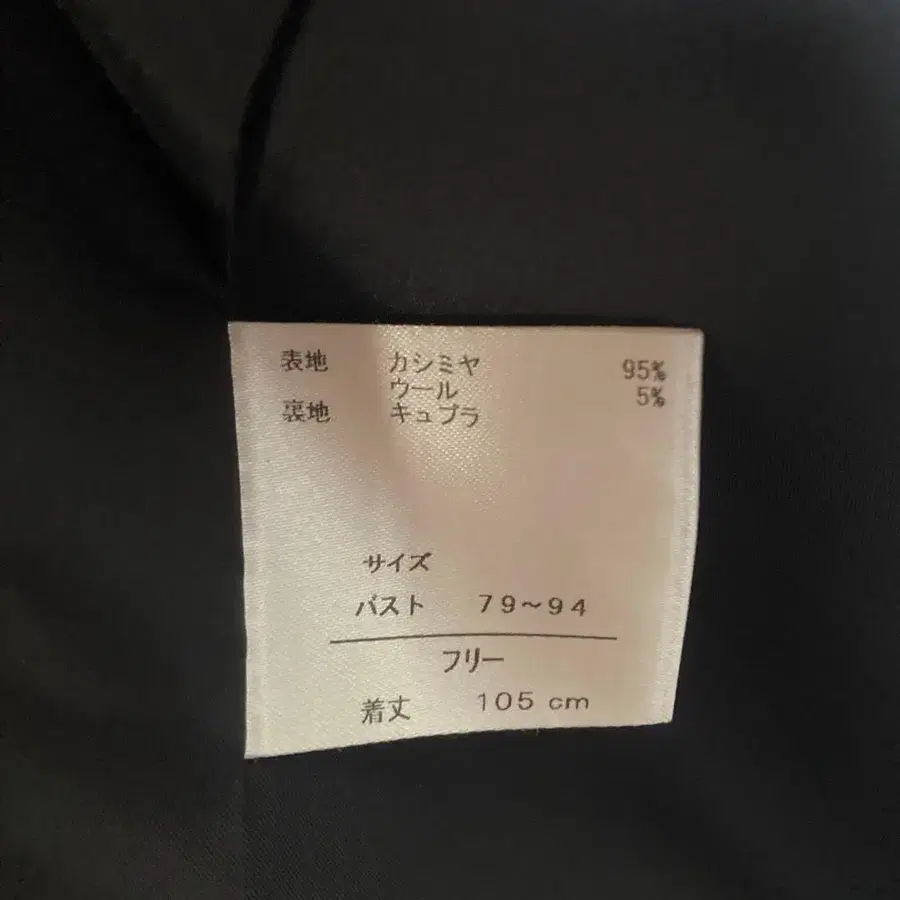 表地 カシミヤ 95%
ウール 5%
裏地 キュプラ
サイズ
バスト 79～94
フリー
着丈 105 cm